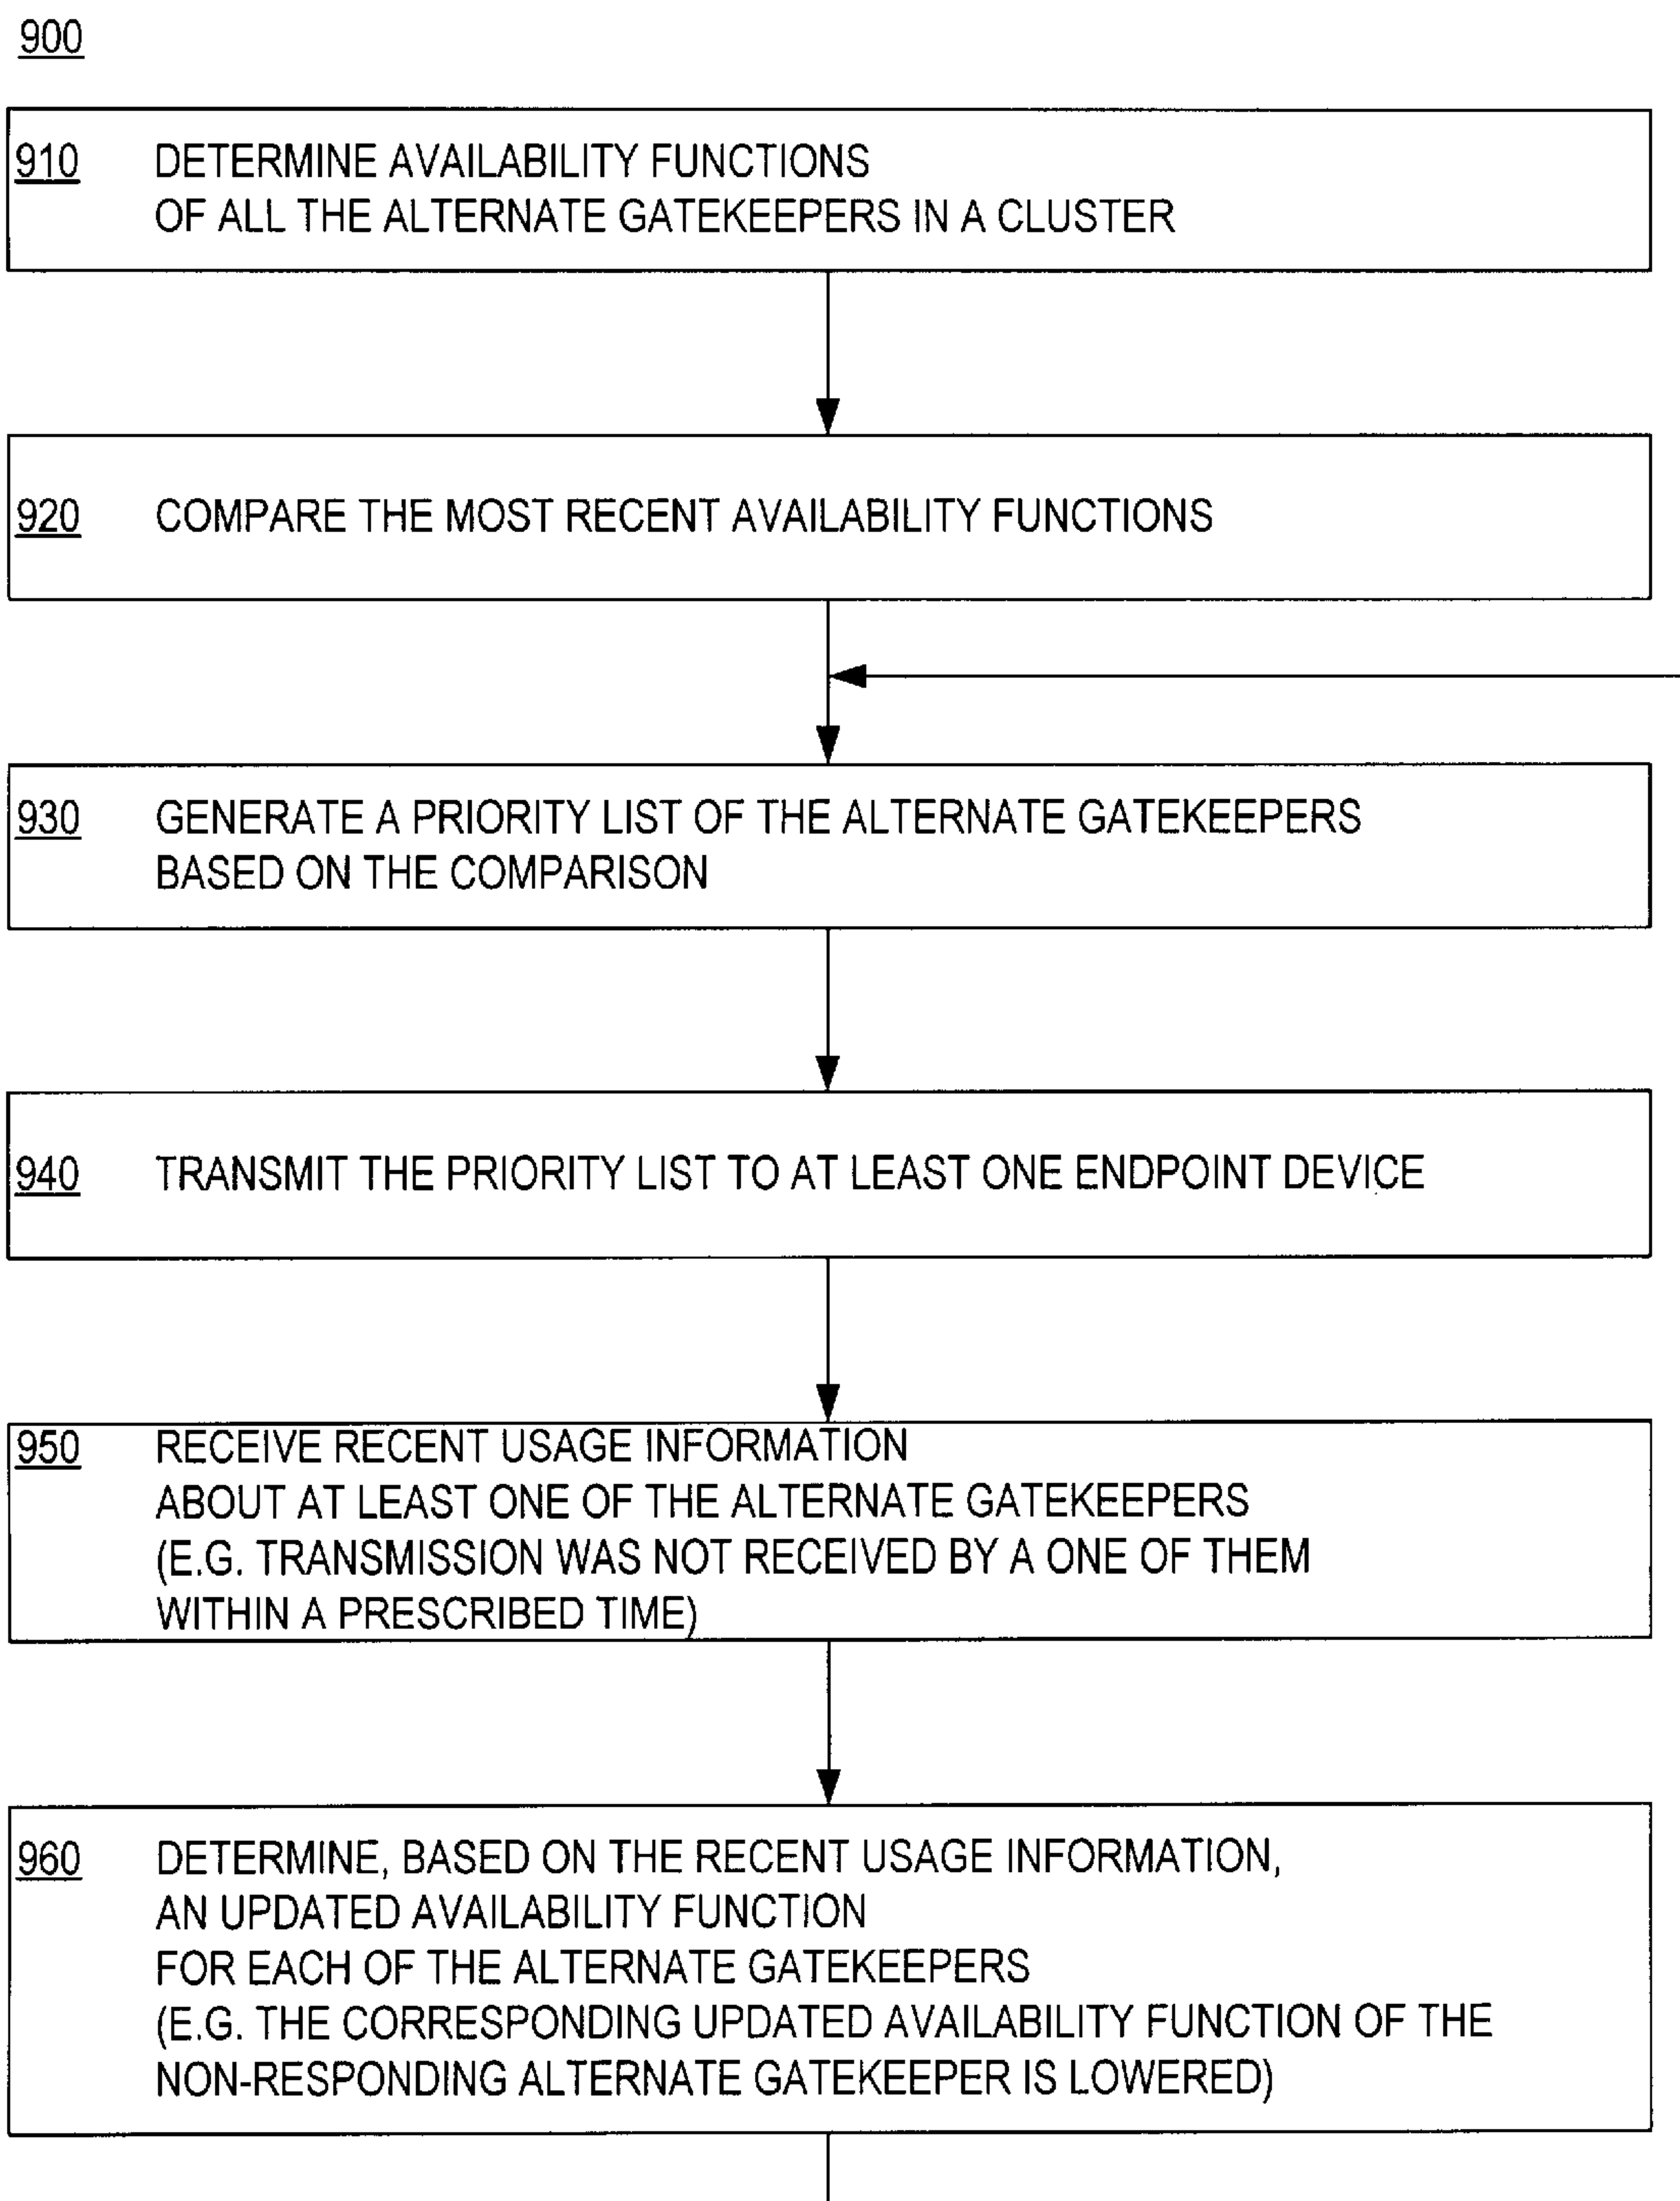 900
910 DETERMINE AVAILABILITY FUNCTIONS
OF ALL THE ALTERNATE GATEKEEPERS IN A CLUSTER
920 COMPARE THE MOST RECENT AVAILABILITY FUNCTIONS
930 GENERATE A PRIORITY LIST OF THE ALTERNATE GATEKEEPERS
BASED ON THE COMPARISON
940 TRANSMIT THE PRIORITY LIST TO AT LEAST ONE ENDPOINT DEVICE
950 RECEIVE RECENT USAGE INFORMATION
ABOUT AT LEAST ONE OF THE ALTERNATE GATEKEEPERS
(E.G. TRANSMISSION WAS NOT RECEIVED BY A ONE OF THEM
WITHIN A PRESCRIBED TIME)
960 DETERMINE, BASED ON THE RECENT USAGE INFORMATION,
AN UPDATED AVAILABILITY FUNCTION
FOR EACH OF THE ALTERNATE GATEKEEPERS
(E.G. THE CORRESPONDING UPDATED AVAILABILITY FUNCTION OF THE
NON-RESPONDING ALTERNATE GATEKEEPER IS LOWERED)